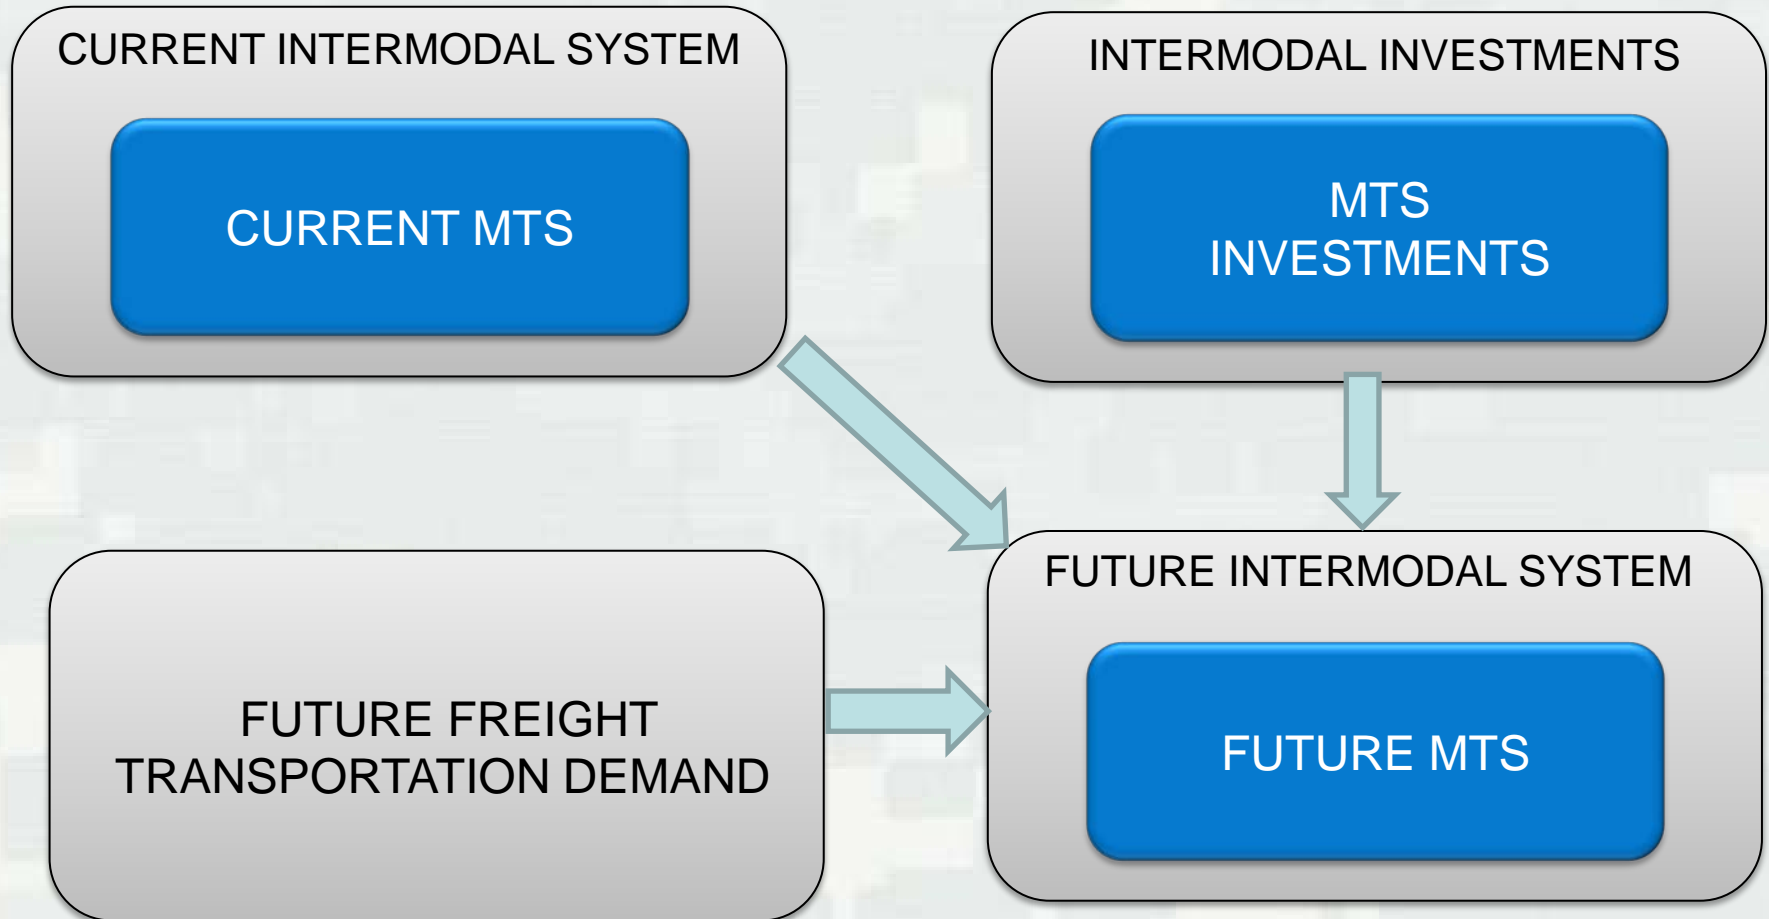 CURRENT INTERMODAL SYSTEM
CURRENT MTS
INTERMODAL INVESTMENTS
MTS
INVESTMENTS
FUTURE FREIGHT
TRANSPORTATION DEMAND
FUTURE INTERMODAL SYSTEM
FUTURE MTS